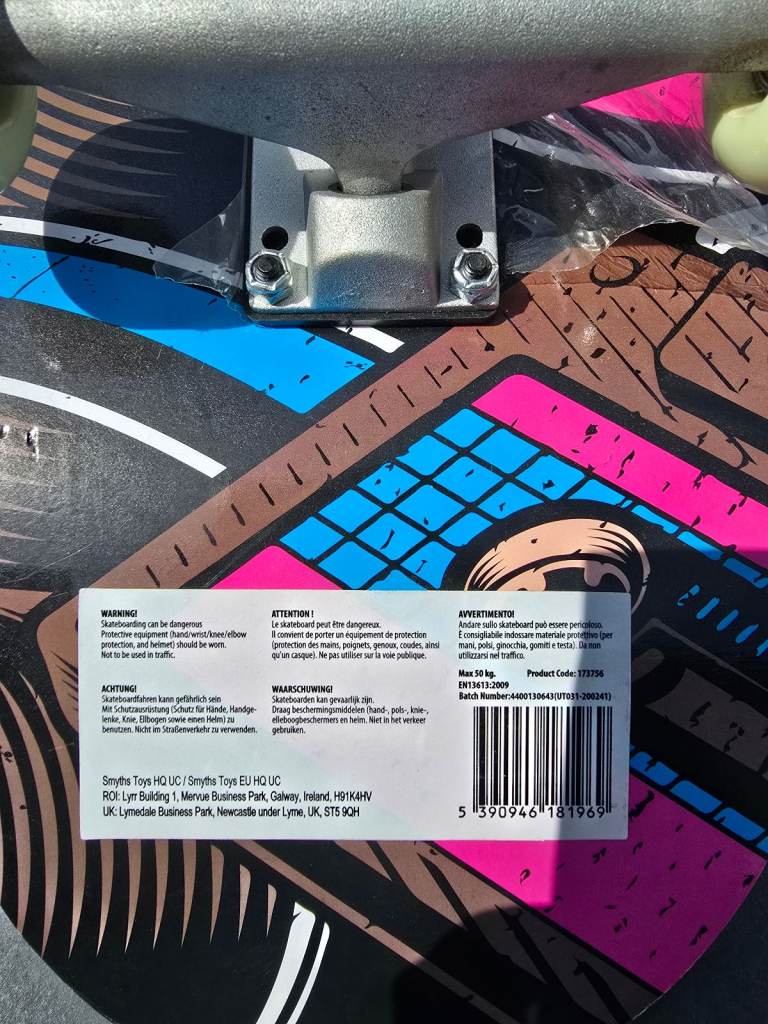 WARNING!
Skateboarding can be dangerous
Protective equipment (hand/wrist/knee/elbow
protection, and helmet) should be worn.
Not to be used in traffic.
ATTENTION !
Le skateboard peut être dangereux.
Il convient de porter un équipement de protection
(protection des mains, poignets, genoux, coudes, ainsi
qu'un casque). Ne pas utiliser sur la voie publique.
AVVERTIMENTO!
Andare sullo skateboard può essere pericoloso.
È consigliabile indossare materiale protettivo (per
mani, polsi, ginocchia, gomiti e testa). Da non
utilizzarsi nel traffico.
Max 50 kg. Product Code: 173756
EN13613:2009
Batch Number:4400130643(UT031-200241)
ACHTUNG!
Skateboardfahren kann gefährlich sein
Mit Schutzausrüstung (Schutz für Hände, Handge-
lenke, Knie, Ellbogen sowie einen Helm) zu
benutzen. Nicht im Straßenverkehr zu verwenden.
WAARSCHUWING!
Skateboarden kan gevaarlijk zijn.
Draag beschermingsmiddelen (hand-, pols-, knie-,
elleboogbeschermers en helm. Niet in het verkeer
gebruiken.
Smyths Toys HQ UC / Smyths Toys EU HQ UC
ROI: Lyrr Building 1, Mervue Business Park, Galway, Ireland, H91K4HV
UK: Lymedale Business Park, Newcastle under Lyme, UK, ST5 9QH
5 390946 181969